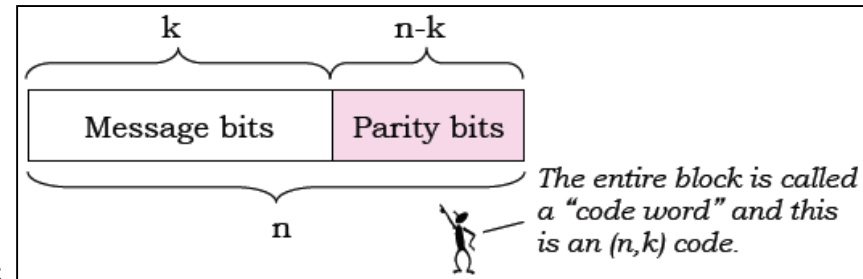 k n-k
Message bits Parity bits
n
The entire block is called
a “code word” and this
is an (n,k) code.